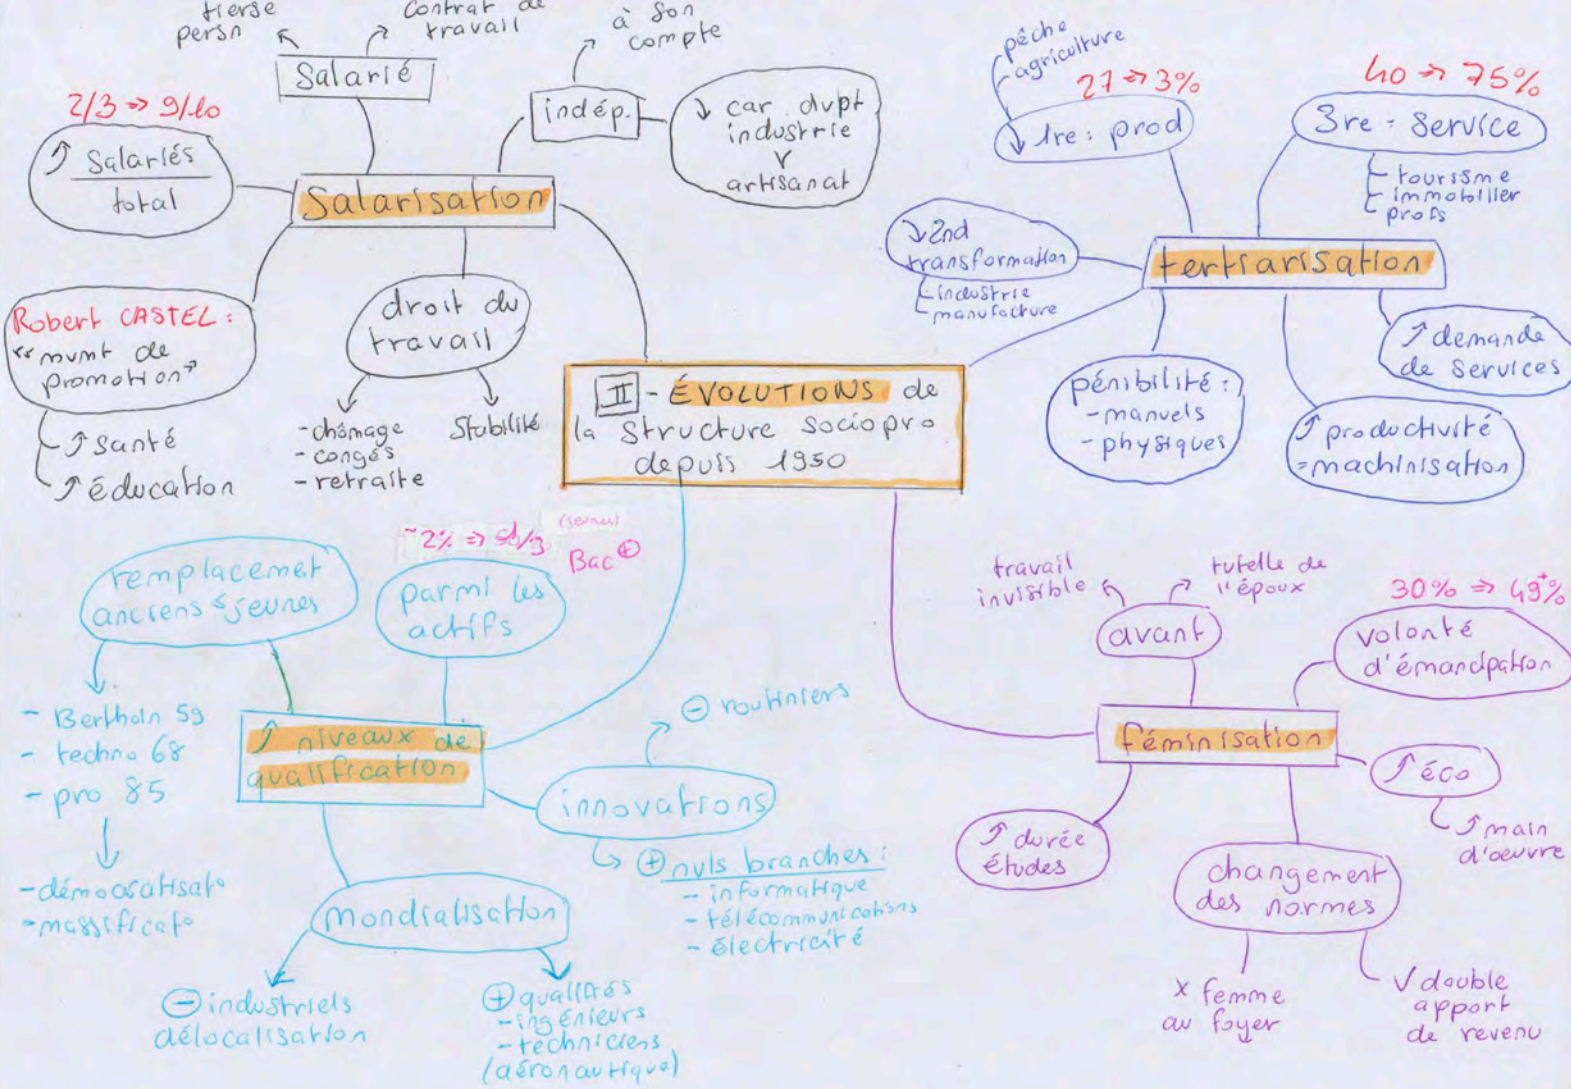 tierse
persn
contrat de
travail
à son
compte
Salarié
indép.
↓ car dvpt
industrie
artisanat
2/3 => 9/10
↗ Salariés
total
Salarisation
Robert CASTEL :
"mvmt de
promotion"
↗ santé
↗ éducation
droit du
travail
- chômage
- congés
- retraite
Stabilité
pêche
agriculture
27 => 3%
↓ 1re : prod
40 => 75%
3re = Service
tourisme
immobilier
profs
↓ 2nd
transformation
industrie
manufacture
tertiarisation
pénibilité :
- manuels
- physiques
↗ productivité
= machinisation
↗ demande
de services
II - ÉVOLUTIONS de
la structure sociopro
depuis 1950
remplacemet
anciens jeunes
~2% =>
(jeunes)
Bac ⊕
parmi les
actifs
- Berthoin 59
- techno 68
- pro 85
- démocratisat°
- massificat°
↗ niveaux de
qualification
⊖ routiniers
innovations
⊕ nvls branches :
- informatique
- télécommunications
- électricité
mondialisation
⊖ industriels
délocalisation
⊕ qualifiés
- ingénieurs
- techniciens
(aéronautique)
travail
invisible
tutelle de
l'époux
avant
30% => 49+%
volonté
d'émancipation
féminisation
↗ éco
↗ main
d'oeuvre
↗ durée
études
changement
des normes
x femme
au foyer
√ double
apport
de revenu